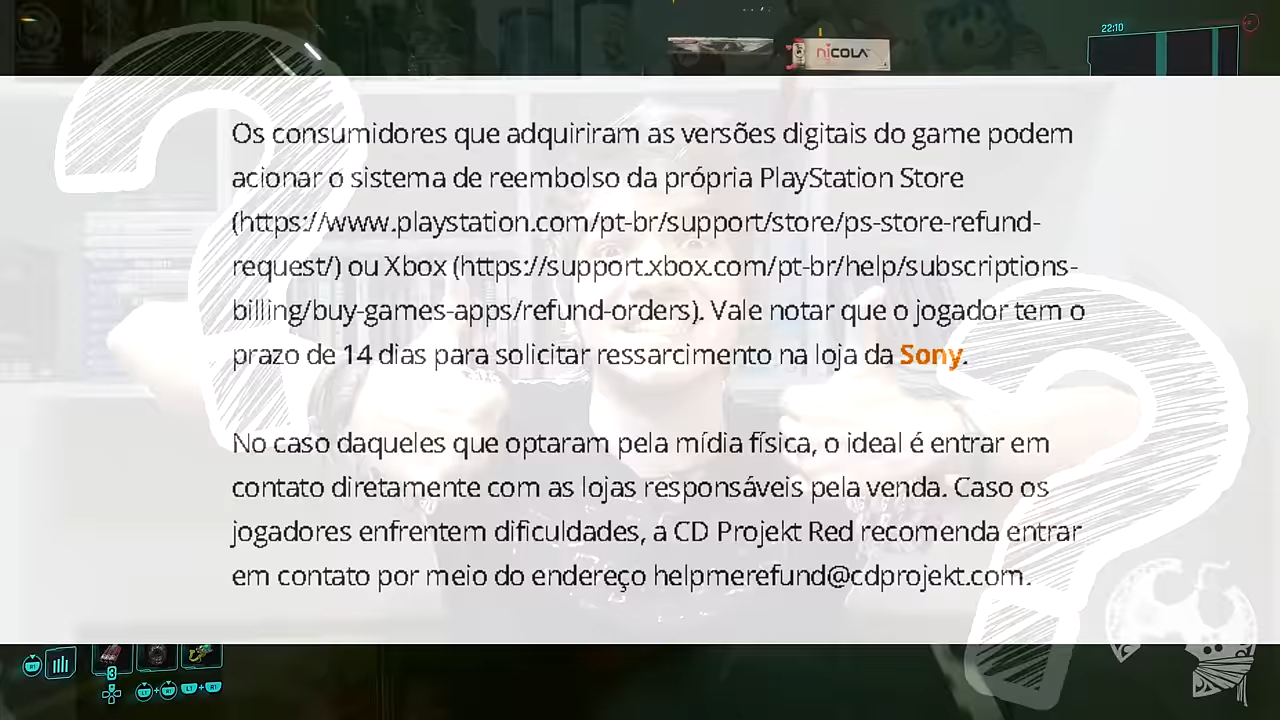 22:10
nicola
Os consumidores que adquiriram as versões digitais do game podem
acionar o sistema de reembolso da própria PlayStation Store
(https://www.playstation.com/pt-br/support/store/ps-store-refund-
request/) ou Xbox (https://support.xbox.com/pt-br/help/subscriptions-
billing/buy-games-apps/refund-orders). Vale notar que o jogador tem o
prazo de 14 dias para solicitar ressarcimento na loja da Sony.
No caso daqueles que optaram pela mídia física, o ideal é entrar em
contato diretamente com as lojas responsáveis pela venda. Caso os
jogadores enfrentem dificuldades, a CD Projekt Red recomenda entrar
em contato por meio do endereço helpmerefund@cdprojekt.com.
R1
3
L1 + R1